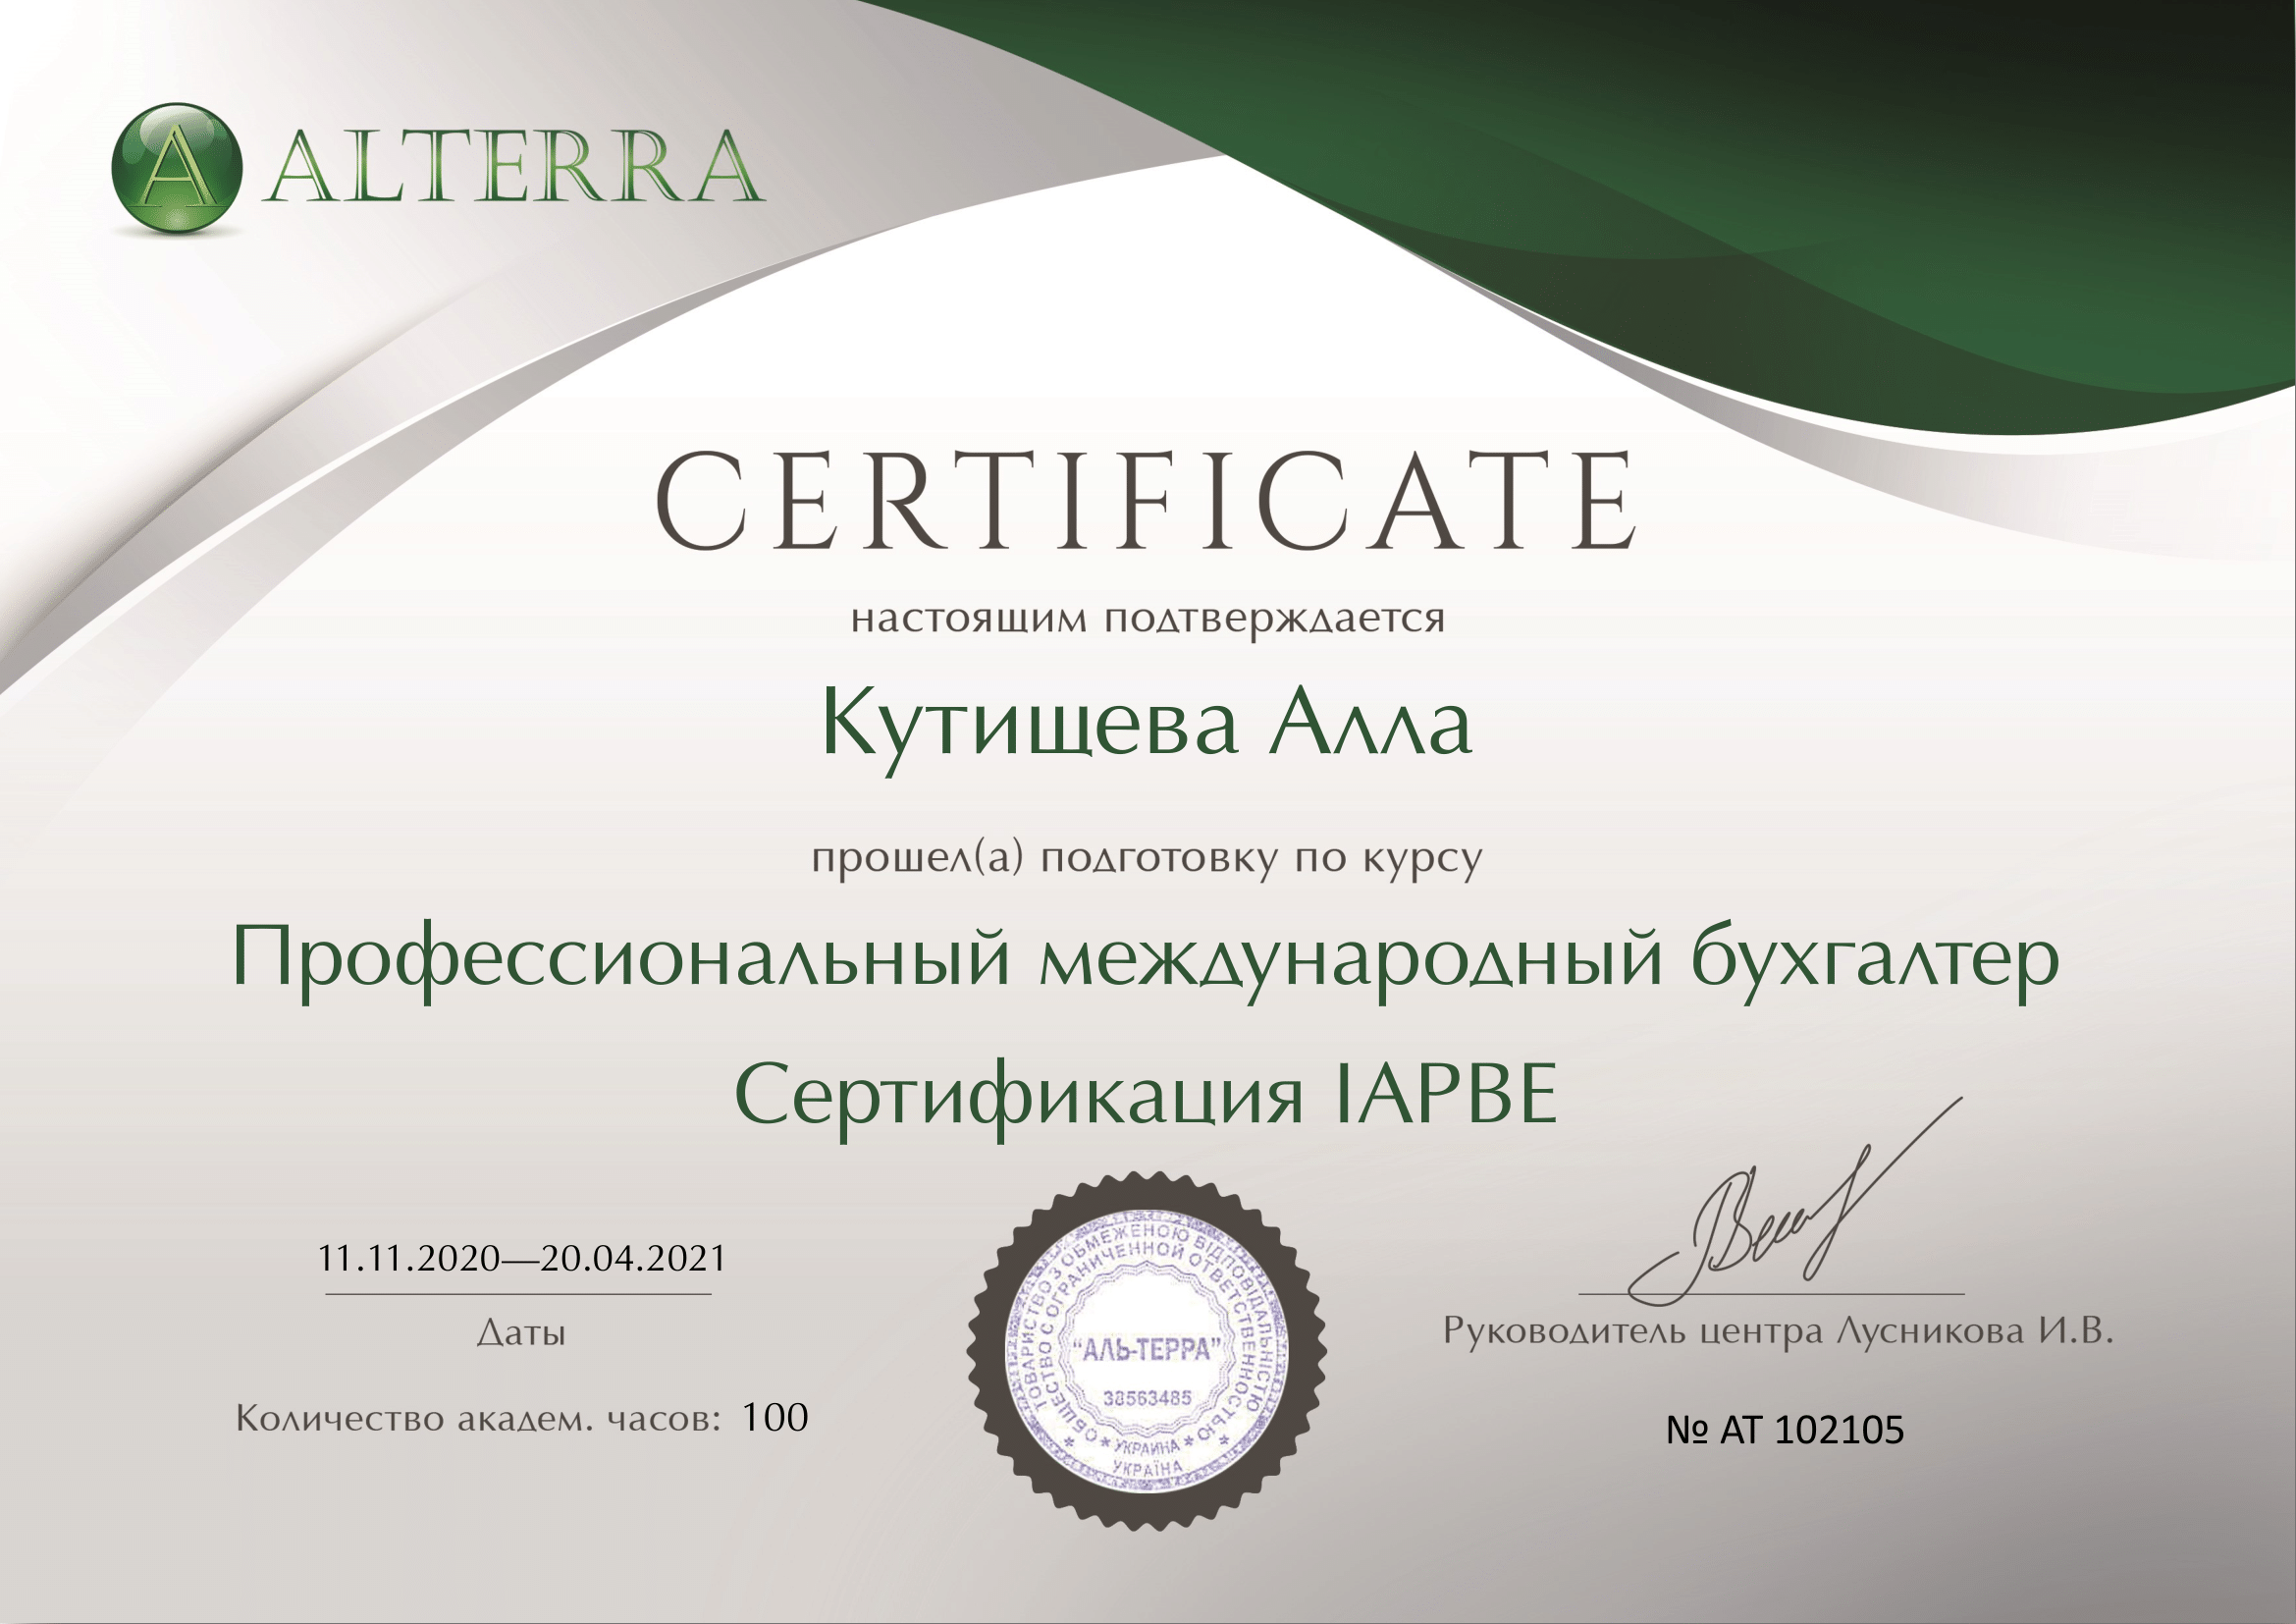 ALTERRA
CERTIFICATE
настоящим подтверждается
Кутищева Алла
прошел(а) подготовку по курсу
Профессиональный международный бухгалтер
Сертификация IAPBE
11.11.2020—20.04.2021
Даты
Количество академ. часов: 100
ТОВАРИСТВО З ОБМЕЖЕНОЮ ВІДПОВІДАЛЬНІСТЮ
ОБЩЕСТВО С ОГРАНИЧЕННОЙ ОТВЕТСТВЕННОСТЬЮ
"АЛЬ-ТЕРРА"
38563485
* УКРАИНА *
* УКРАЇНА *
Руководитель центра Лусникова И.В.
№ АТ 102105